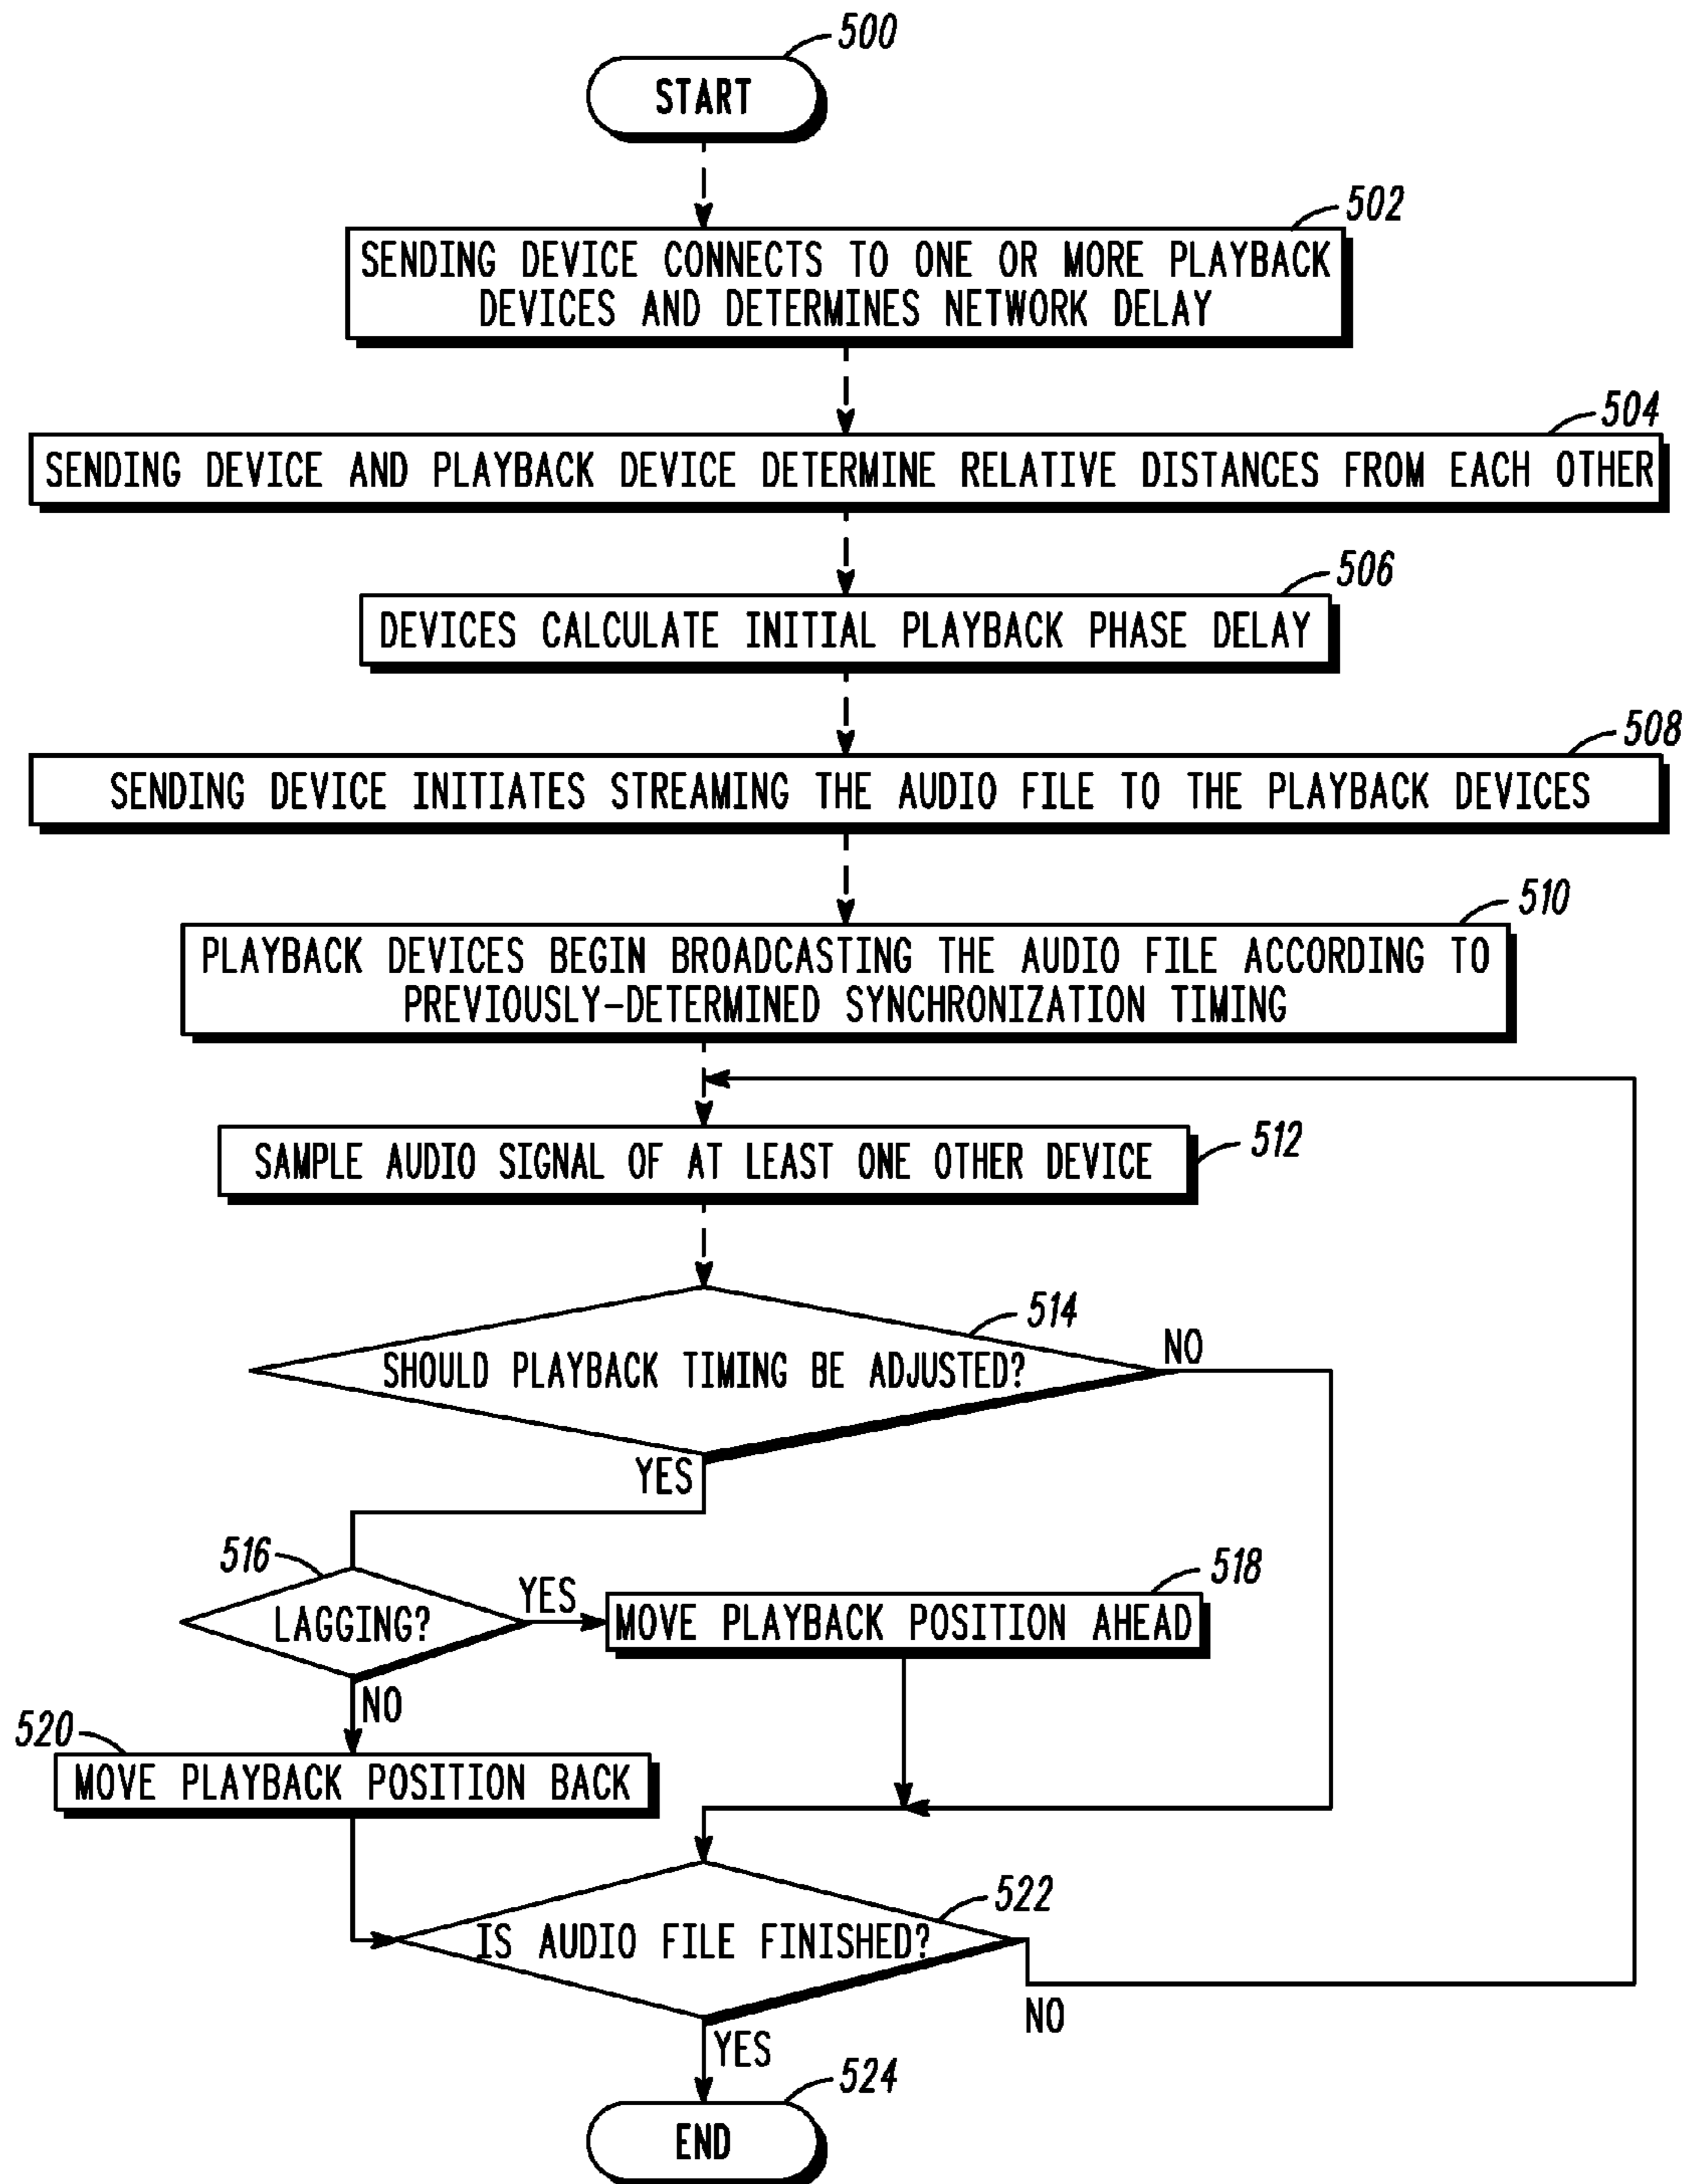 500
START
502
SENDING DEVICE CONNECTS TO ONE OR MORE PLAYBACK
DEVICES AND DETERMINES NETWORK DELAY
504
SENDING DEVICE AND PLAYBACK DEVICE DETERMINE RELATIVE DISTANCES FROM EACH OTHER
506
DEVICES CALCULATE INITIAL PLAYBACK PHASE DELAY
508
SENDING DEVICE INITIATES STREAMING THE AUDIO FILE TO THE PLAYBACK DEVICES
510
PLAYBACK DEVICES BEGIN BROADCASTING THE AUDIO FILE ACCORDING TO
PREVIOUSLY-DETERMINED SYNCHRONIZATION TIMING
512
SAMPLE AUDIO SIGNAL OF AT LEAST ONE OTHER DEVICE
514
SHOULD PLAYBACK TIMING BE ADJUSTED?
NO
YES
516
LAGGING?
YES
518
MOVE PLAYBACK POSITION AHEAD
NO
520
MOVE PLAYBACK POSITION BACK
522
IS AUDIO FILE FINISHED?
NO
YES
524
END